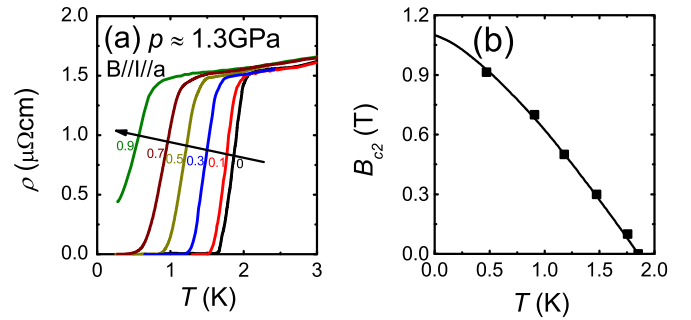 (a) p ≈ 1.3GPa
B//I//a
ρ (μΩcm)
2.0
1.5
1.0
0.5
0.0
0.9
0.7
0.5
0.3
0.1
0
0 1 2 3
T (K)
(b)
B_{c2} (T)
1.2
0.9
0.6
0.3
0.0
0.0 0.5 1.0 1.5 2.0
T (K)